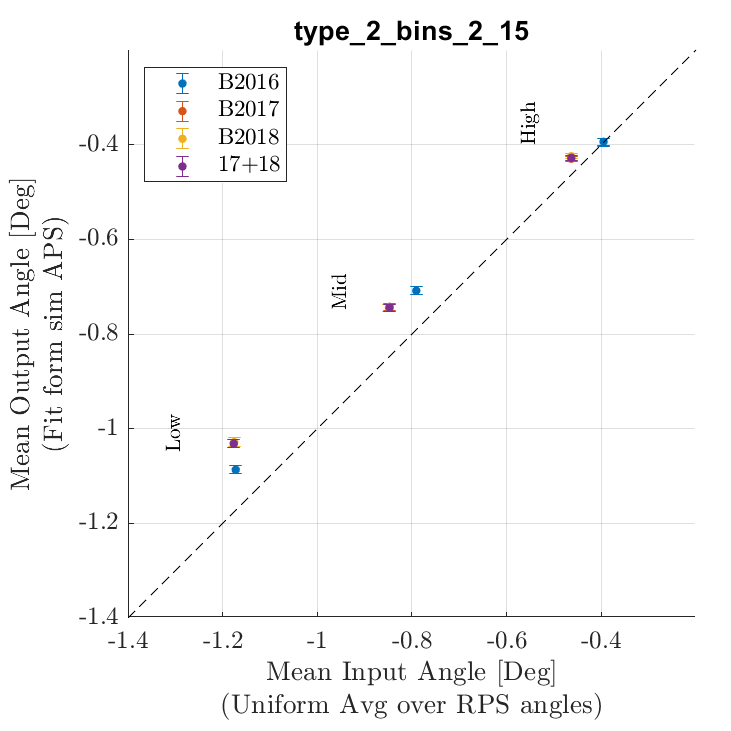 type_2_bins_2_15
B2016
B2017
B2018
17+18
High
Mid
Low
-0.4
-0.6
-0.8
-1
-1.2
-1.4
-1.4
-1.2
-1
-0.8
-0.6
-0.4
Mean Output Angle [Deg]
(Fit form sim APS)
Mean Input Angle [Deg]
(Uniform Avg over RPS angles)